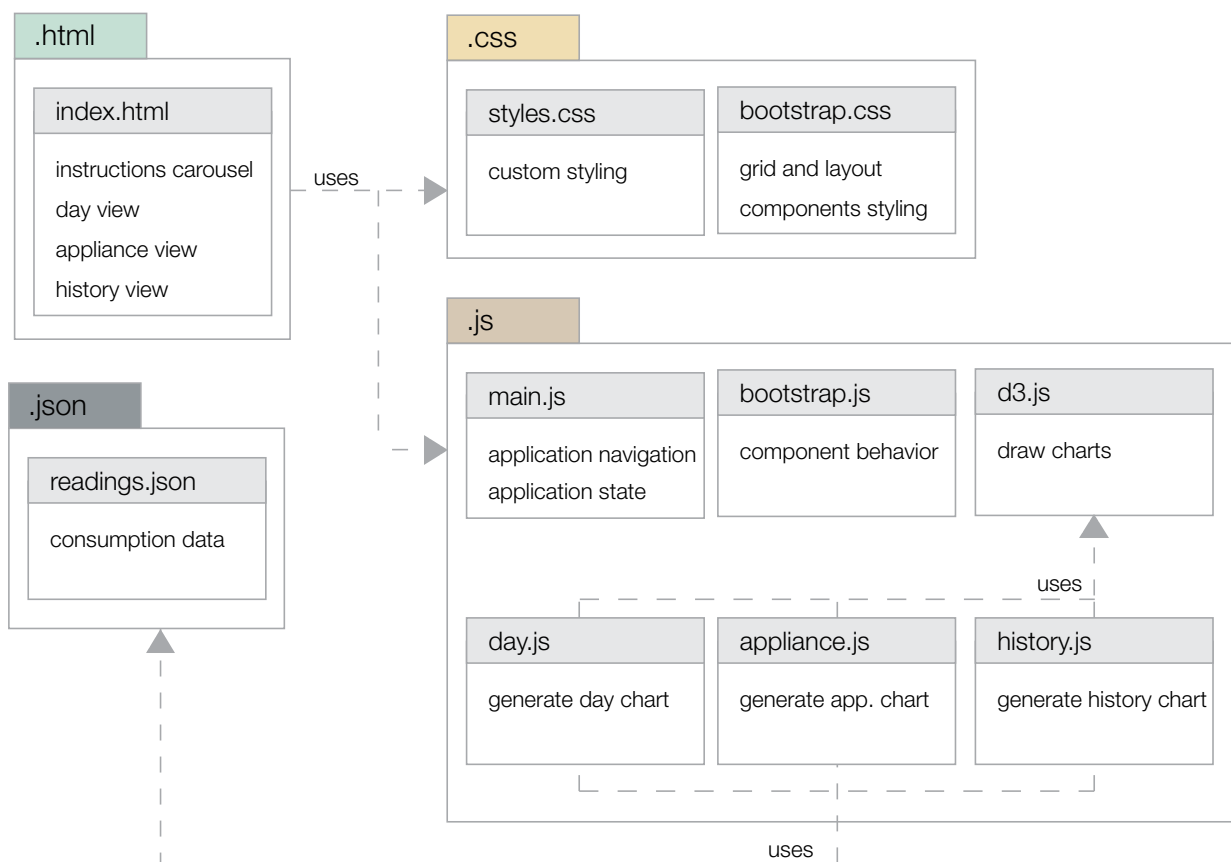 .html
index.html
instructions carousel
day view
appliance view
history view
uses
.css
styles.css
custom styling
bootstrap.css
grid and layout
components styling
.json
readings.json
consumption data
.js
main.js
application navigation
application state
bootstrap.js
component behavior
d3.js
draw charts
uses
day.js
generate day chart
appliance.js
generate app. chart
history.js
generate history chart
uses